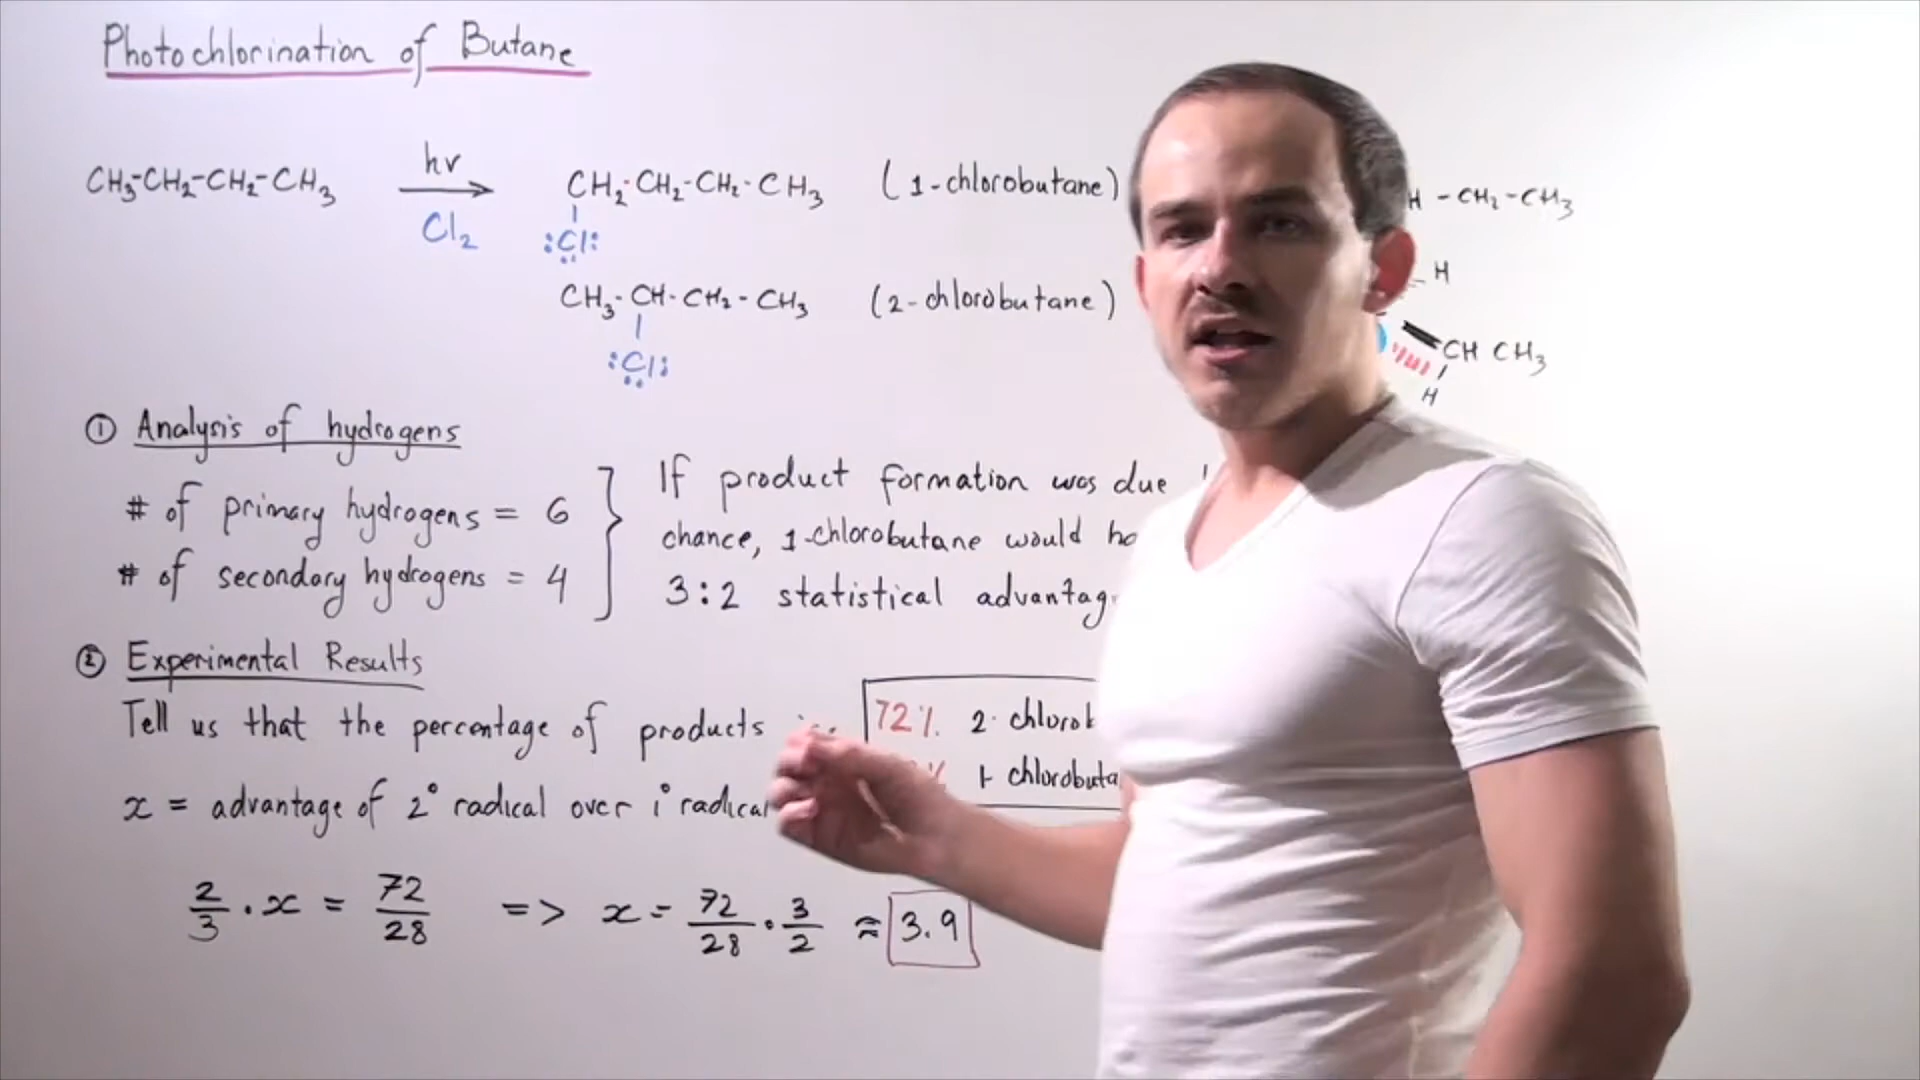 Photochlorination of Butane
CH3-CH2-CH2-CH3
hv
Cl2
CH2-CH2-CH2-CH3 (1-chlorobutane)
:Cl:
H-CH2-CH3
CH3-CH-CH2-CH3 (2-chlorobutane)
:Cl:
H
CH CH3
H
① Analysis of hydrogens
# of primary hydrogens = 6
# of secondary hydrogens = 4
If product formation was due
chance, 1-chlorobutane would
3:2 statistical advantag
② Experimental Results
Tell us that the percentage of products
72% 2-chlorob
% 1-chlorobuta
x = advantage of 2° radical over 1° radical
2/3 · x = 72/28 => x = 72/28 · 3/2 ≈ 3.9